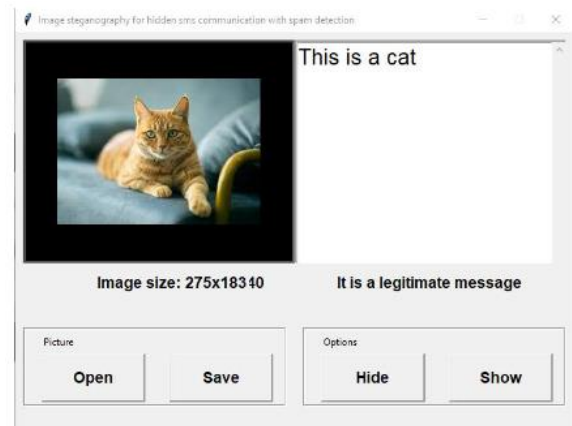 Image steganography for hidden sms communication with spam detection
This is a cat
Image size: 275x18340
It is a legitimate message
Picture
Options
Open
Save
Hide
Show